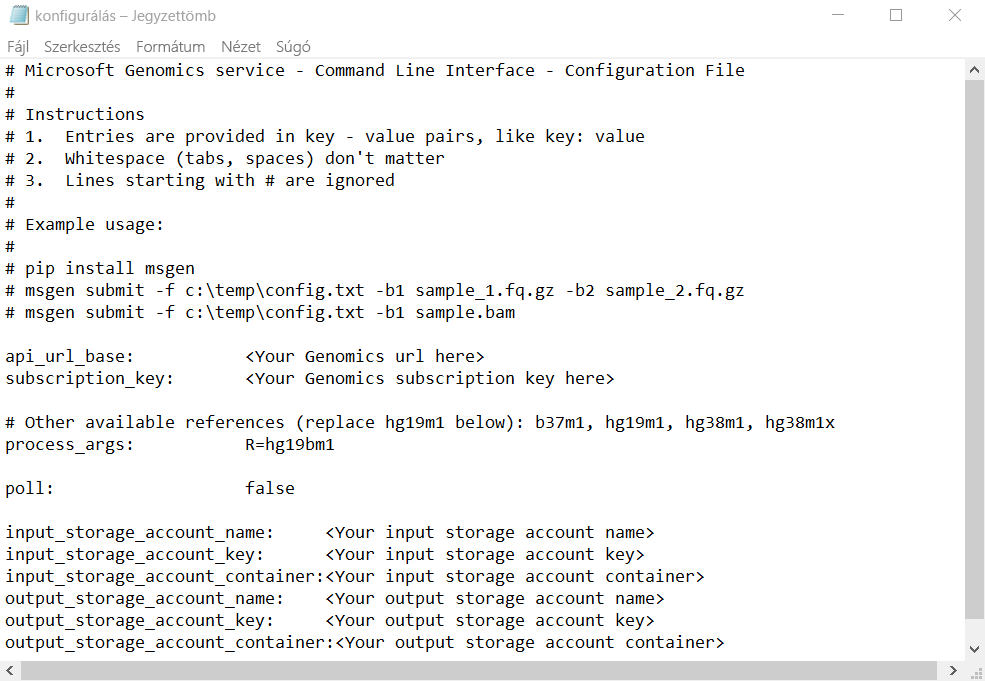 konfigurálás – Jegyzettömb
Fájl Szerkesztés Formátum Nézet Súgó
# Microsoft Genomics service - Command Line Interface - Configuration File
#
# Instructions
# 1.  Entries are provided in key - value pairs, like key: value
# 2.  Whitespace (tabs, spaces) don't matter
# 3.  Lines starting with # are ignored
#
# Example usage:
#
# pip install msgen
# msgen submit -f c:\temp\config.txt -b1 sample_1.fq.gz -b2 sample_2.fq.gz
# msgen submit -f c:\temp\config.txt -b1 sample.bam
api_url_base:           <Your Genomics url here>
subscription_key:       <Your Genomics subscription key here>
# Other available references (replace hg19m1 below): b37m1, hg19m1, hg38m1, hg38m1x
process_args:           R=hg19bm1
poll:                   false
input_storage_account_name:     <Your input storage account name>
input_storage_account_key:      <Your input storage account key>
input_storage_account_container:<Your input storage account container>
output_storage_account_name:    <Your output storage account name>
output_storage_account_key:     <Your output storage account key>
output_storage_account_container:<Your output storage account container>